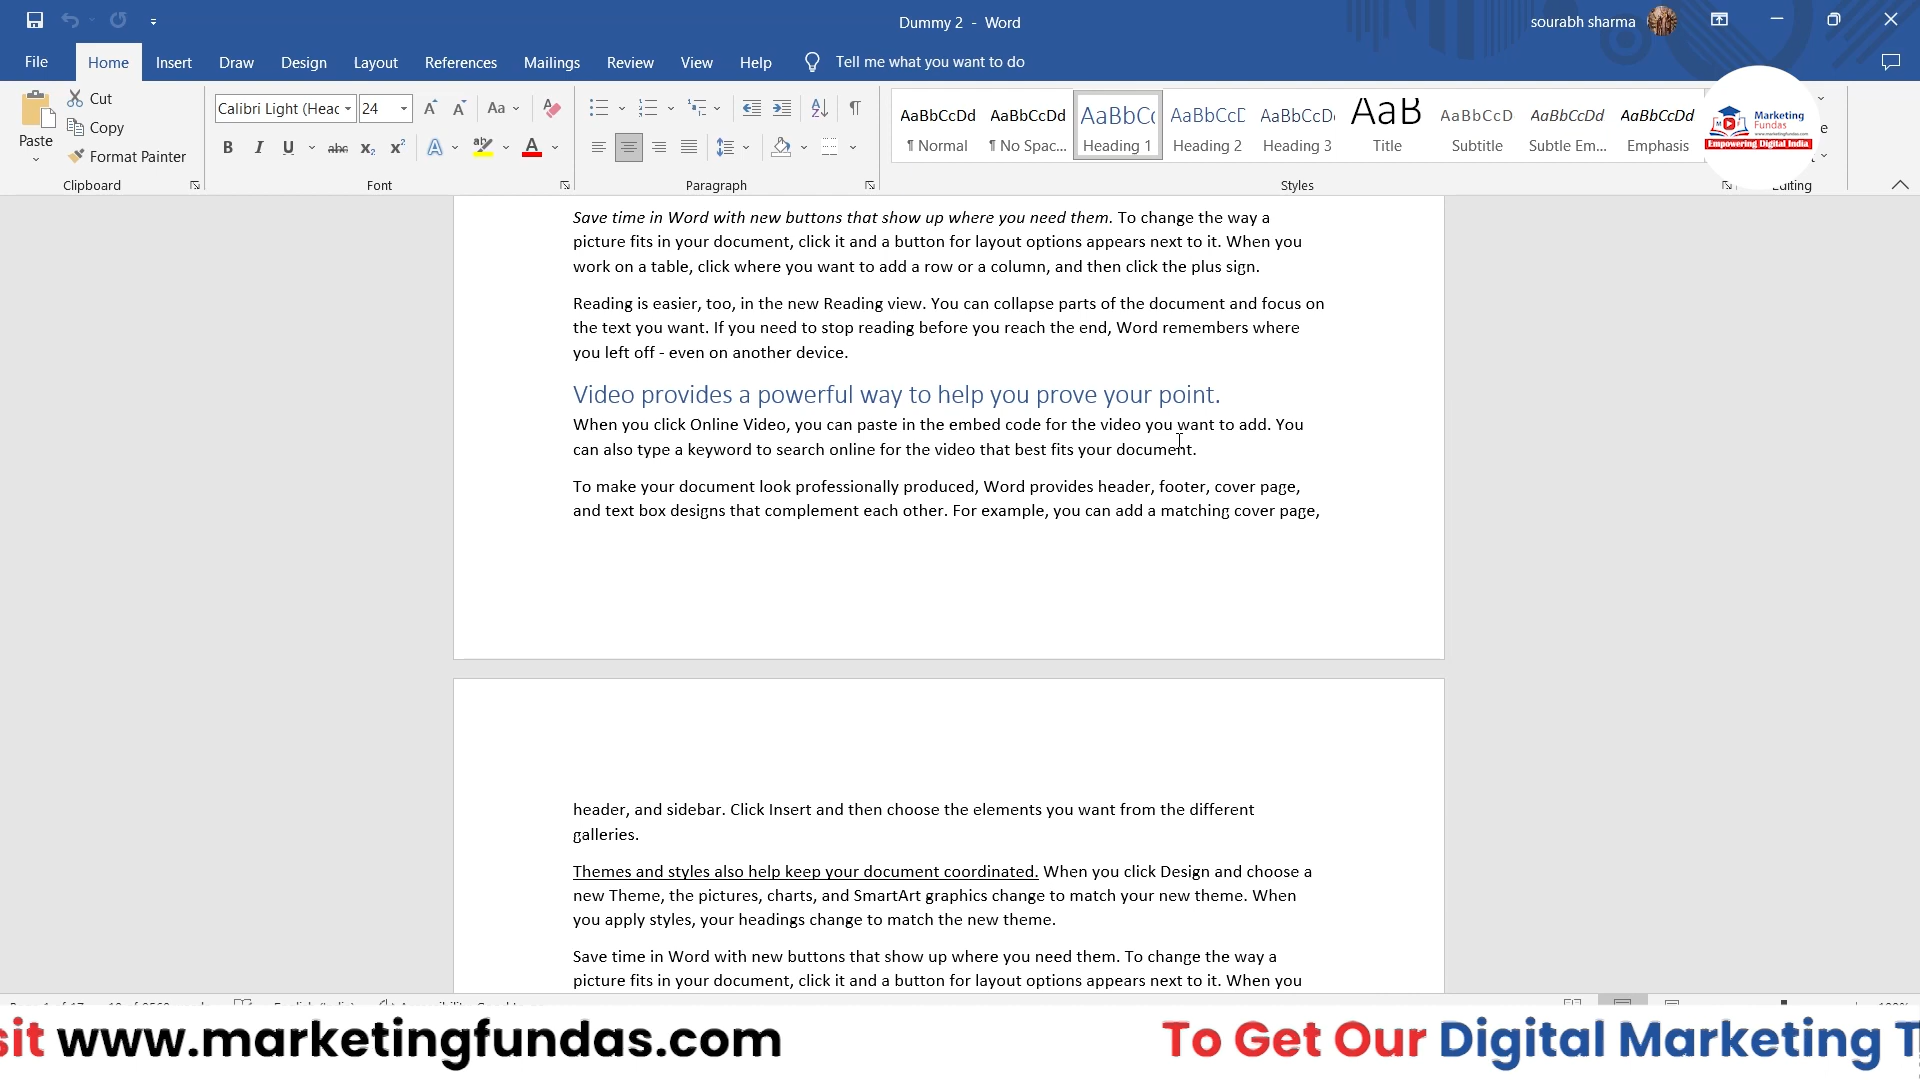 Dummy 2 - Word
sourabh sharma
File Home Insert Draw Design Layout References Mailings Review View Help Tell me what you want to do
Paste
Cut
Copy
Format Painter
Clipboard
Calibri Light (Heac 24
Font
Paragraph
AaBbCcDd AaBbCcDd AaBbC AaBbCcD AaBbCcD AaB AaBbCcD AaBbCcDd AaBbCcDd
¶ Normal ¶ No Spac... Heading 1 Heading 2 Heading 3 Title Subtitle Subtle Em... Emphasis
Styles
Editing
Marketing
Fundas
www.marketingfundas.com
Empowering Digital India
Save time in Word with new buttons that show up where you need them. To change the way a
picture fits in your document, click it and a button for layout options appears next to it. When you
work on a table, click where you want to add a row or a column, and then click the plus sign.
Reading is easier, too, in the new Reading view. You can collapse parts of the document and focus on
the text you want. If you need to stop reading before you reach the end, Word remembers where
you left off - even on another device.
Video provides a powerful way to help you prove your point.
When you click Online Video, you can paste in the embed code for the video you want to add. You
can also type a keyword to search online for the video that best fits your document.
To make your document look professionally produced, Word provides header, footer, cover page,
and text box designs that complement each other. For example, you can add a matching cover page,
header, and sidebar. Click Insert and then choose the elements you want from the different
galleries.
Themes and styles also help keep your document coordinated. When you click Design and choose a
new Theme, the pictures, charts, and SmartArt graphics change to match your new theme. When
you apply styles, your headings change to match the new theme.
Save time in Word with new buttons that show up where you need them. To change the way a
picture fits in your document, click it and a button for layout options appears next to it. When you
sit www.marketingfundas.com To Get Our Digital Marketing T